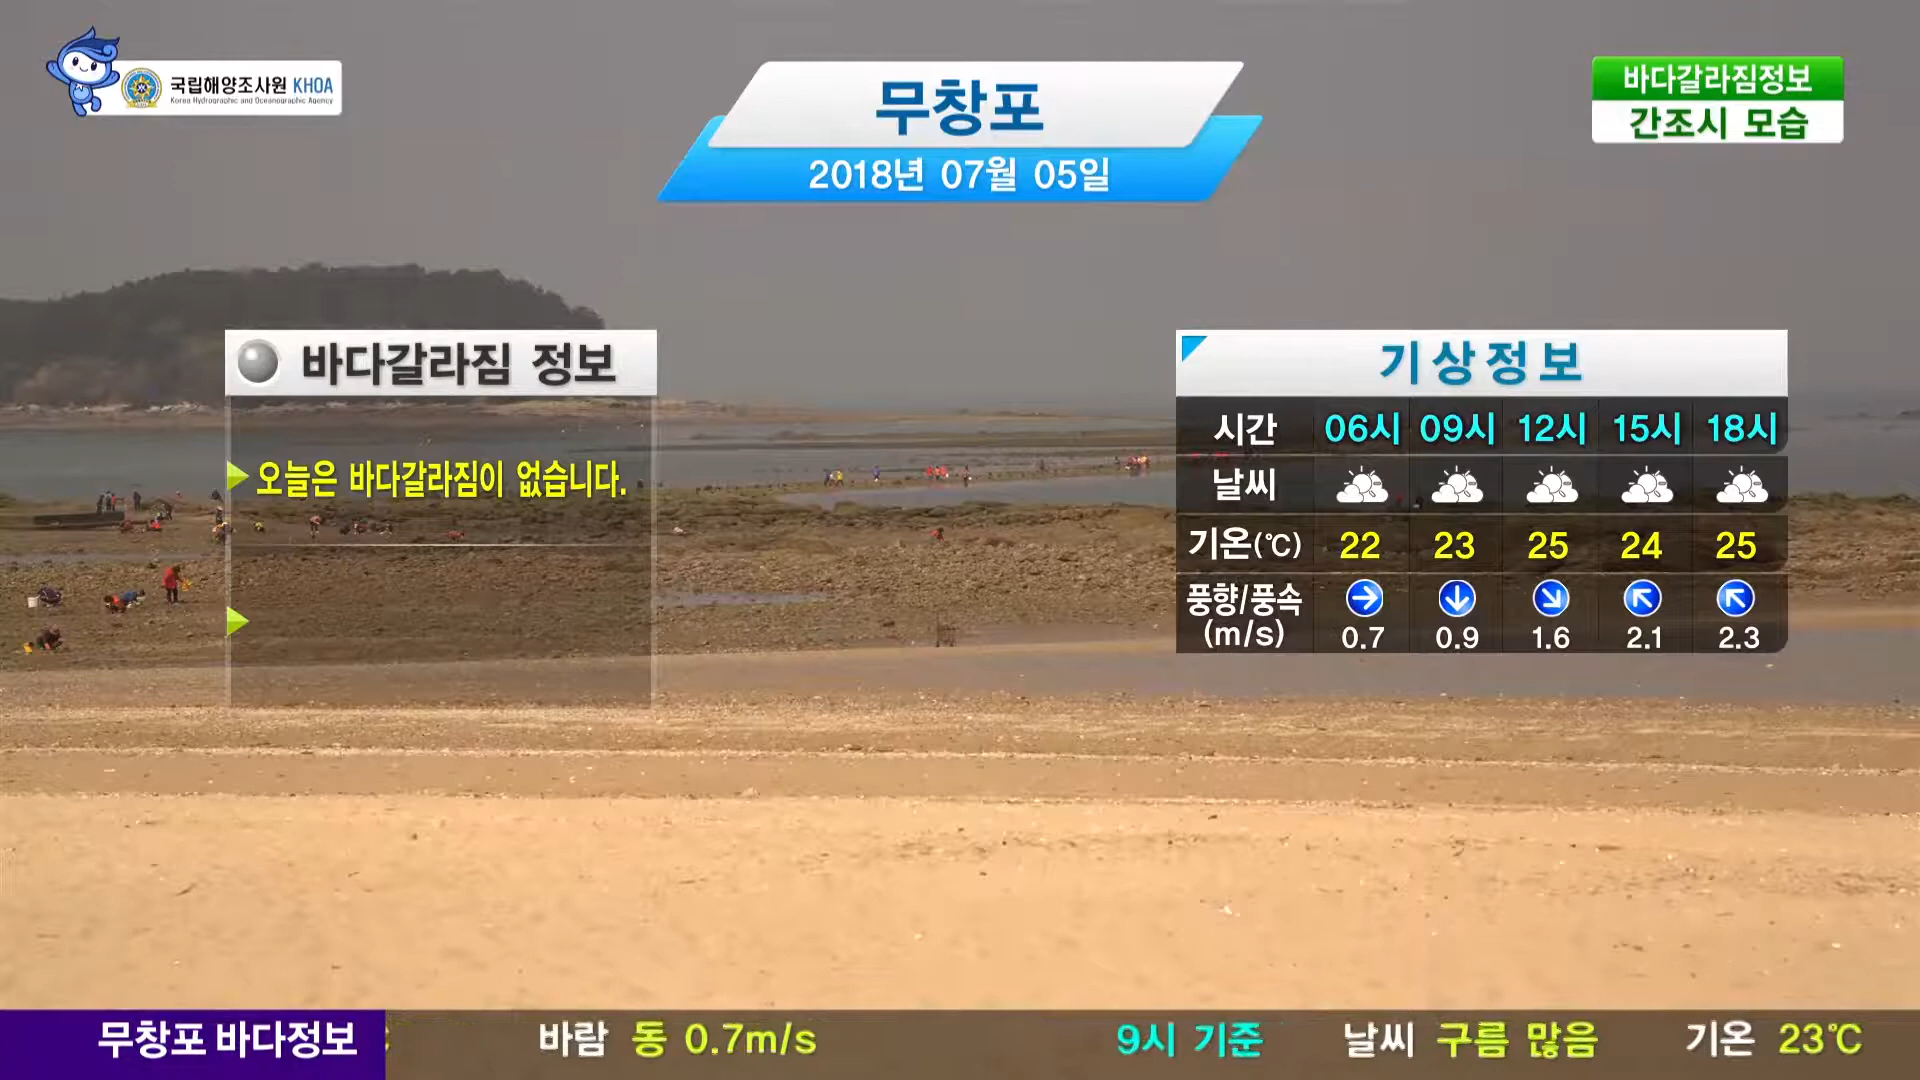 국립해양조사원 KHOA
Korea Hydrographic and Oceanographic Agency
무창포
2018년 07월 05일
바다갈라짐정보
간조시 모습
바다갈라짐 정보
오늘은 바다갈라짐이 없습니다.
기상정보
시간 06시 09시 12시 15시 18시
날씨
기온(℃) 22 23 25 24 25
풍향/풍속
(m/s) 0.7 0.9 1.6 2.1 2.3
무창포 바다정보 바람 동 0.7m/s 9시 기준 날씨 구름 많음 기온 23℃